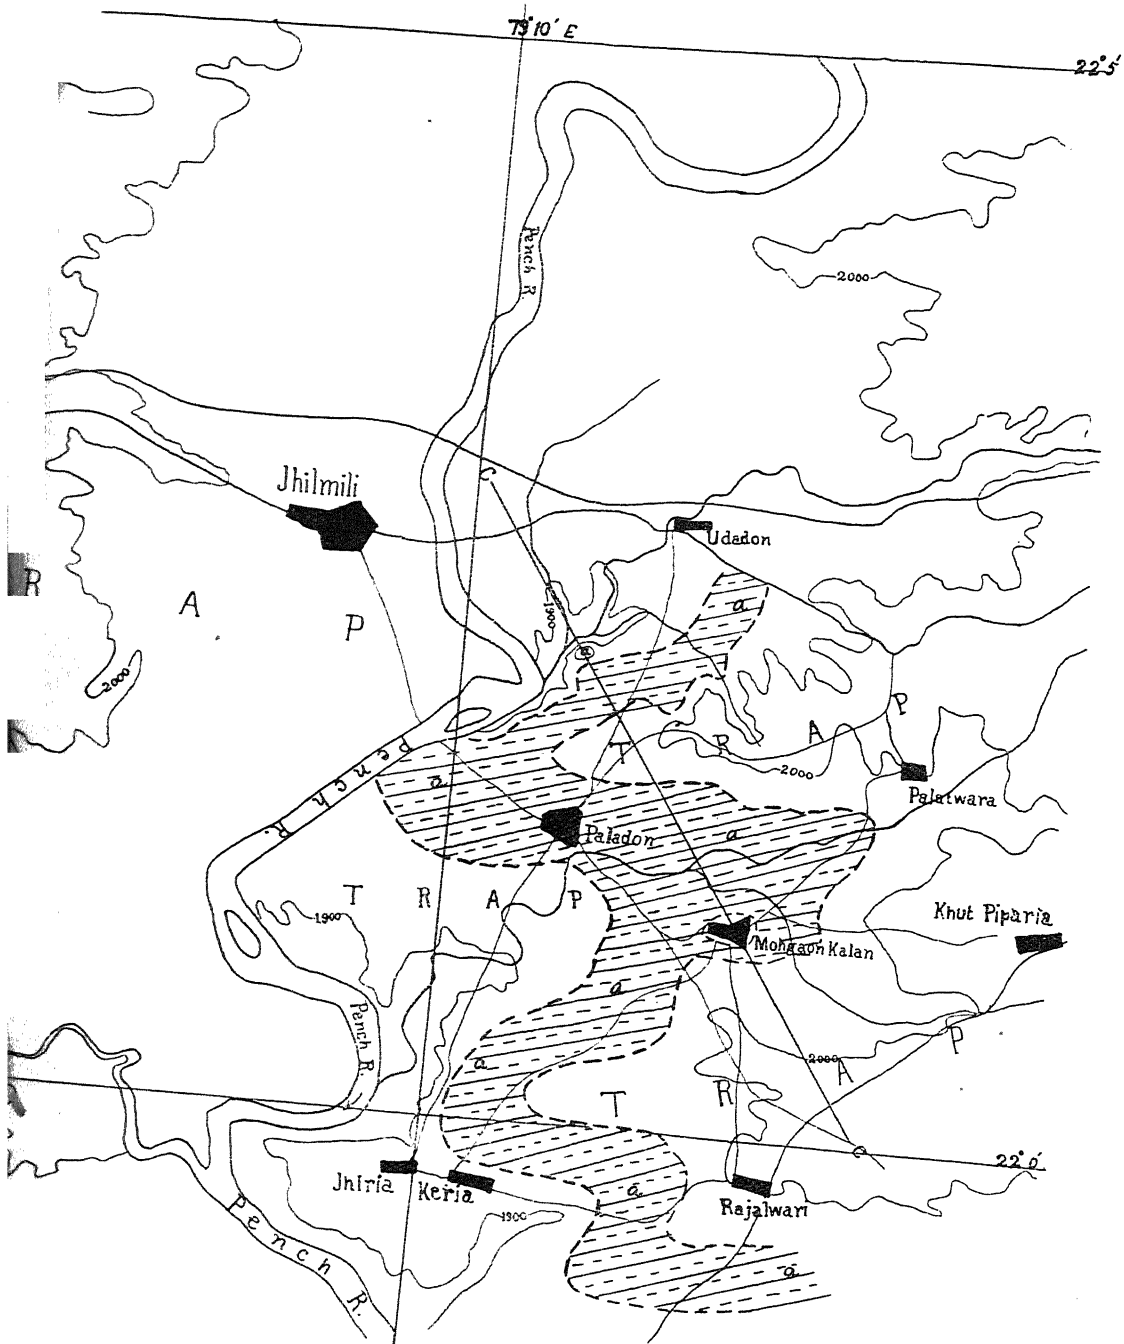 79°10' E
22°5'
Pench R
2000
C
Jhilmili
Udadon
R
A
P
1900
a
2000
T R A P
2000
Pench R.
a
Palatwara
Paladon
a
T R A P
1900
Khut Piparia
Mohgaon Kalan
a
Pench R.
2000
a
T R A P
22°0'
Jhiria
Keria
a
Rajalwari
1900
Pench R.
a